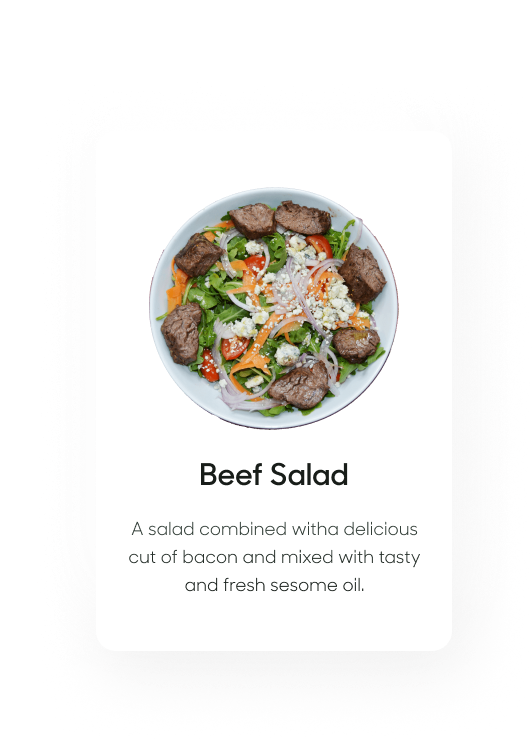 Beef Salad
A salad combined witha delicious
cut of bacon and mixed with tasty
and fresh sesome oil.